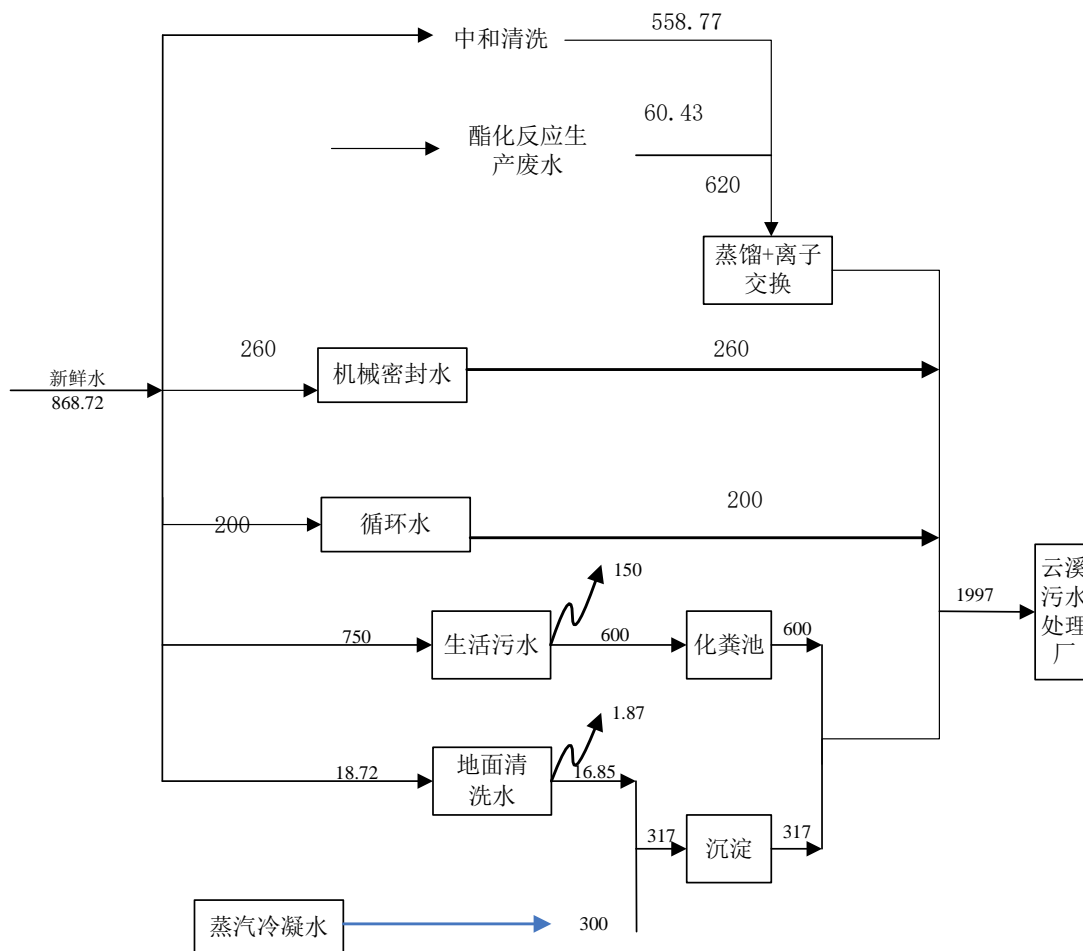 558.77
中和清洗
60.43
酯化反应生
产废水
620
蒸馏+离子
交换
新鲜水
868.72
260
机械密封水
260
200
循环水
200
150
750
生活污水
600
化粪池
600
1997
云溪
污水
处理
厂
1.87
18.72
地面清
洗水
16.85
317
沉淀
317
蒸汽冷凝水
300